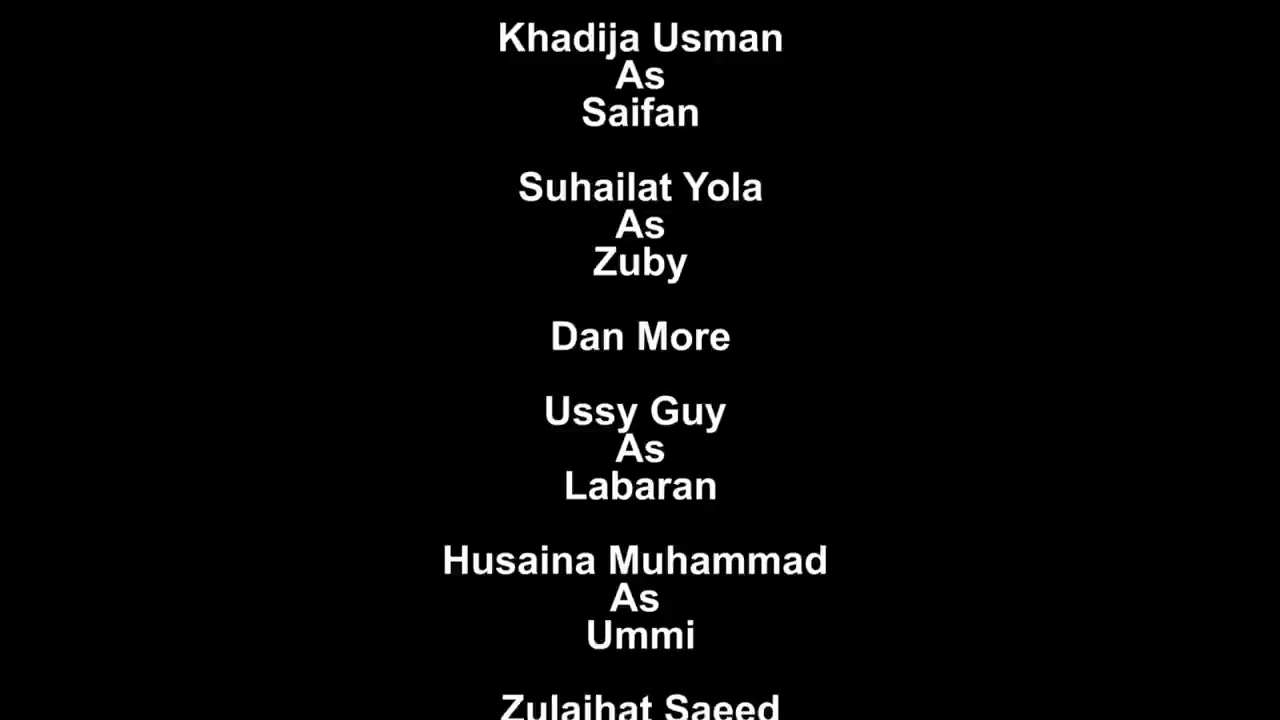 Khadija Usman
As
Saifan
Suhailat Yola
As
Zuby
Dan More
Ussy Guy
As
Labaran
Husaina Muhammad
As
Ummi
Zulaihat Saeed